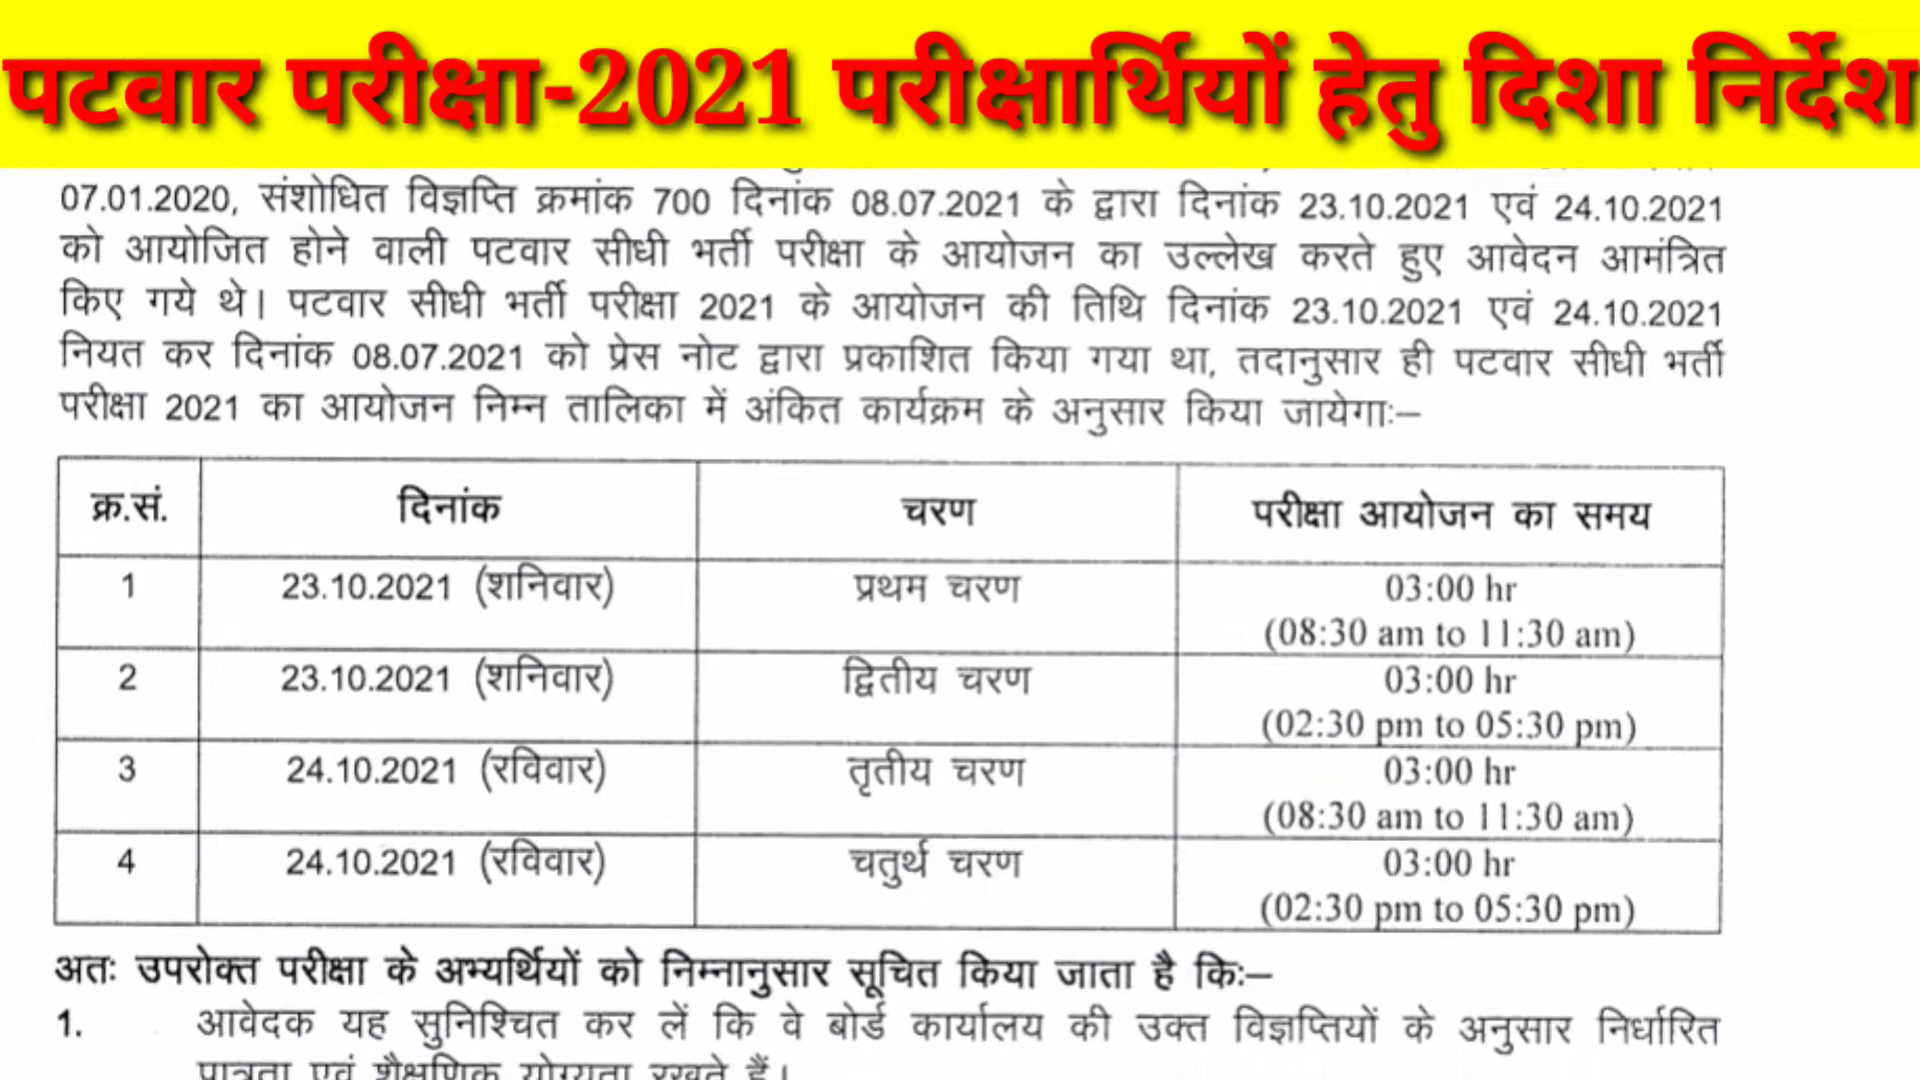 पटवार परीक्षा-2021 परीक्षार्थियों हेतु दिशा निर्देश
07.01.2020, संशोधित विज्ञप्ति क्रमांक 700 दिनांक 08.07.2021 के द्वारा दिनांक 23.10.2021 एवं 24.10.2021
को आयोजित होने वाली पटवार सीधी भर्ती परीक्षा के आयोजन का उल्लेख करते हुए आवेदन आमंत्रित
किए गये थे। पटवार सीधी भर्ती परीक्षा 2021 के आयोजन की तिथि दिनांक 23.10.2021 एवं 24.10.2021
नियत कर दिनांक 08.07.2021 को प्रेस नोट द्वारा प्रकाशित किया गया था, तदानुसार ही पटवार सीधी भर्ती
परीक्षा 2021 का आयोजन निम्न तालिका में अंकित कार्यक्रम के अनुसार किया जायेगाः–
क्र.सं. दिनांक चरण परीक्षा आयोजन का समय
1 23.10.2021 (शनिवार) प्रथम चरण 03:00 hr
(08:30 am to 11:30 am)
2 23.10.2021 (शनिवार) द्वितीय चरण 03:00 hr
(02:30 pm to 05:30 pm)
3 24.10.2021 (रविवार) तृतीय चरण 03:00 hr
(08:30 am to 11:30 am)
4 24.10.2021 (रविवार) चतुर्थ चरण 03:00 hr
(02:30 pm to 05:30 pm)
अतः उपरोक्त परीक्षा के अभ्यर्थियों को निम्नानुसार सूचित किया जाता है किः–
1. आवेदक यह सुनिश्चित कर लें कि वे बोर्ड कार्यालय की उक्त विज्ञप्तियों के अनुसार निर्धारित
पात्रता एवं शैक्षणिक योग्यता रखते हैं।